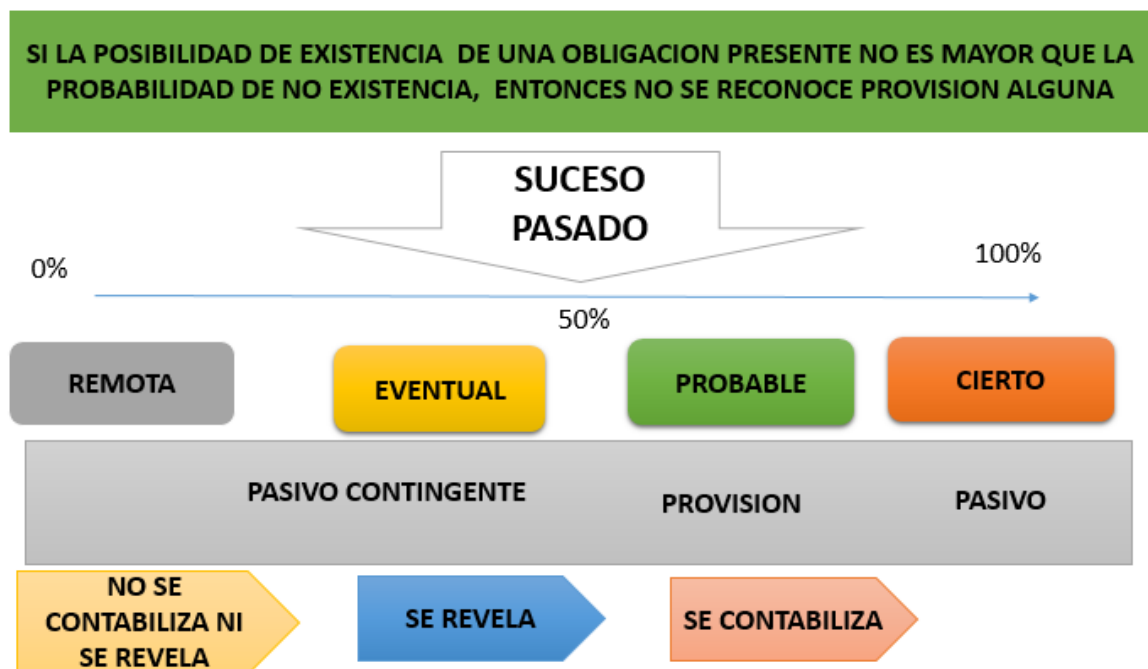 SI LA POSIBILIDAD DE EXISTENCIA DE UNA OBLIGACION PRESENTE NO ES MAYOR QUE LA
PROBABILIDAD DE NO EXISTENCIA, ENTONCES NO SE RECONOCE PROVISION ALGUNA
SUCESO
PASADO
0%
100%
50%
REMOTA
EVENTUAL
PROBABLE
CIERTO
PASIVO CONTINGENTE
PROVISION
PASIVO
NO SE
CONTABILIZA NI
SE REVELA
SE REVELA
SE CONTABILIZA